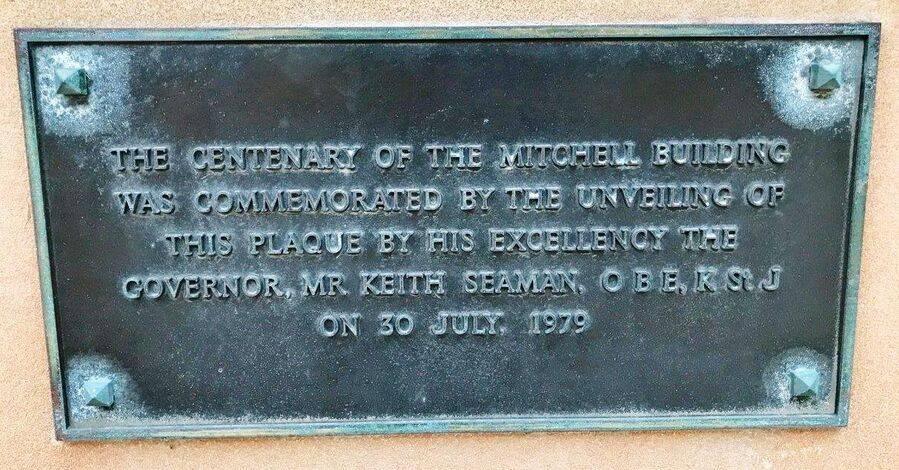 THE CENTENARY OF THE MITCHELL BUILDING
WAS COMMEMORATED BY THE UNVEILING OF
THIS PLAQUE BY HIS EXCELLENCY THE
GOVERNOR, MR. KEITH SEAMAN, O B E, K St J
ON 30 JULY, 1979